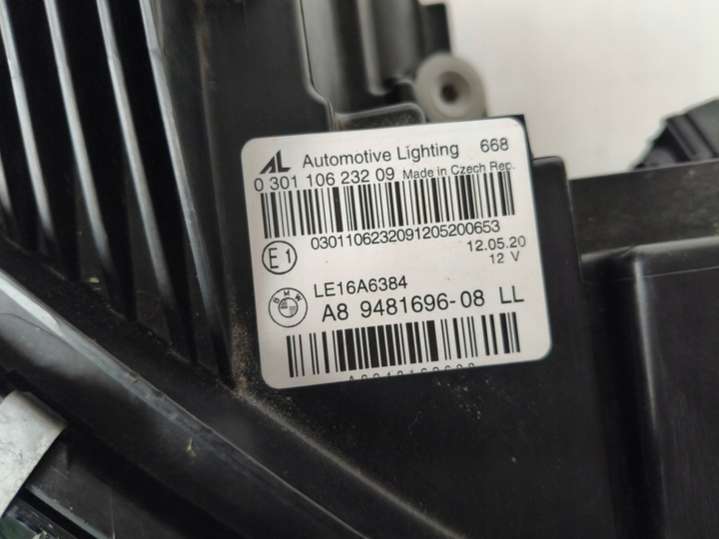 AL Automotive Lighting 668
0 301 106 232 09 Made in Czech Rep.
0301106232091205200653
E1 12.05.20
12 V
LE16A6384
BMW A8 9481696-08 LL